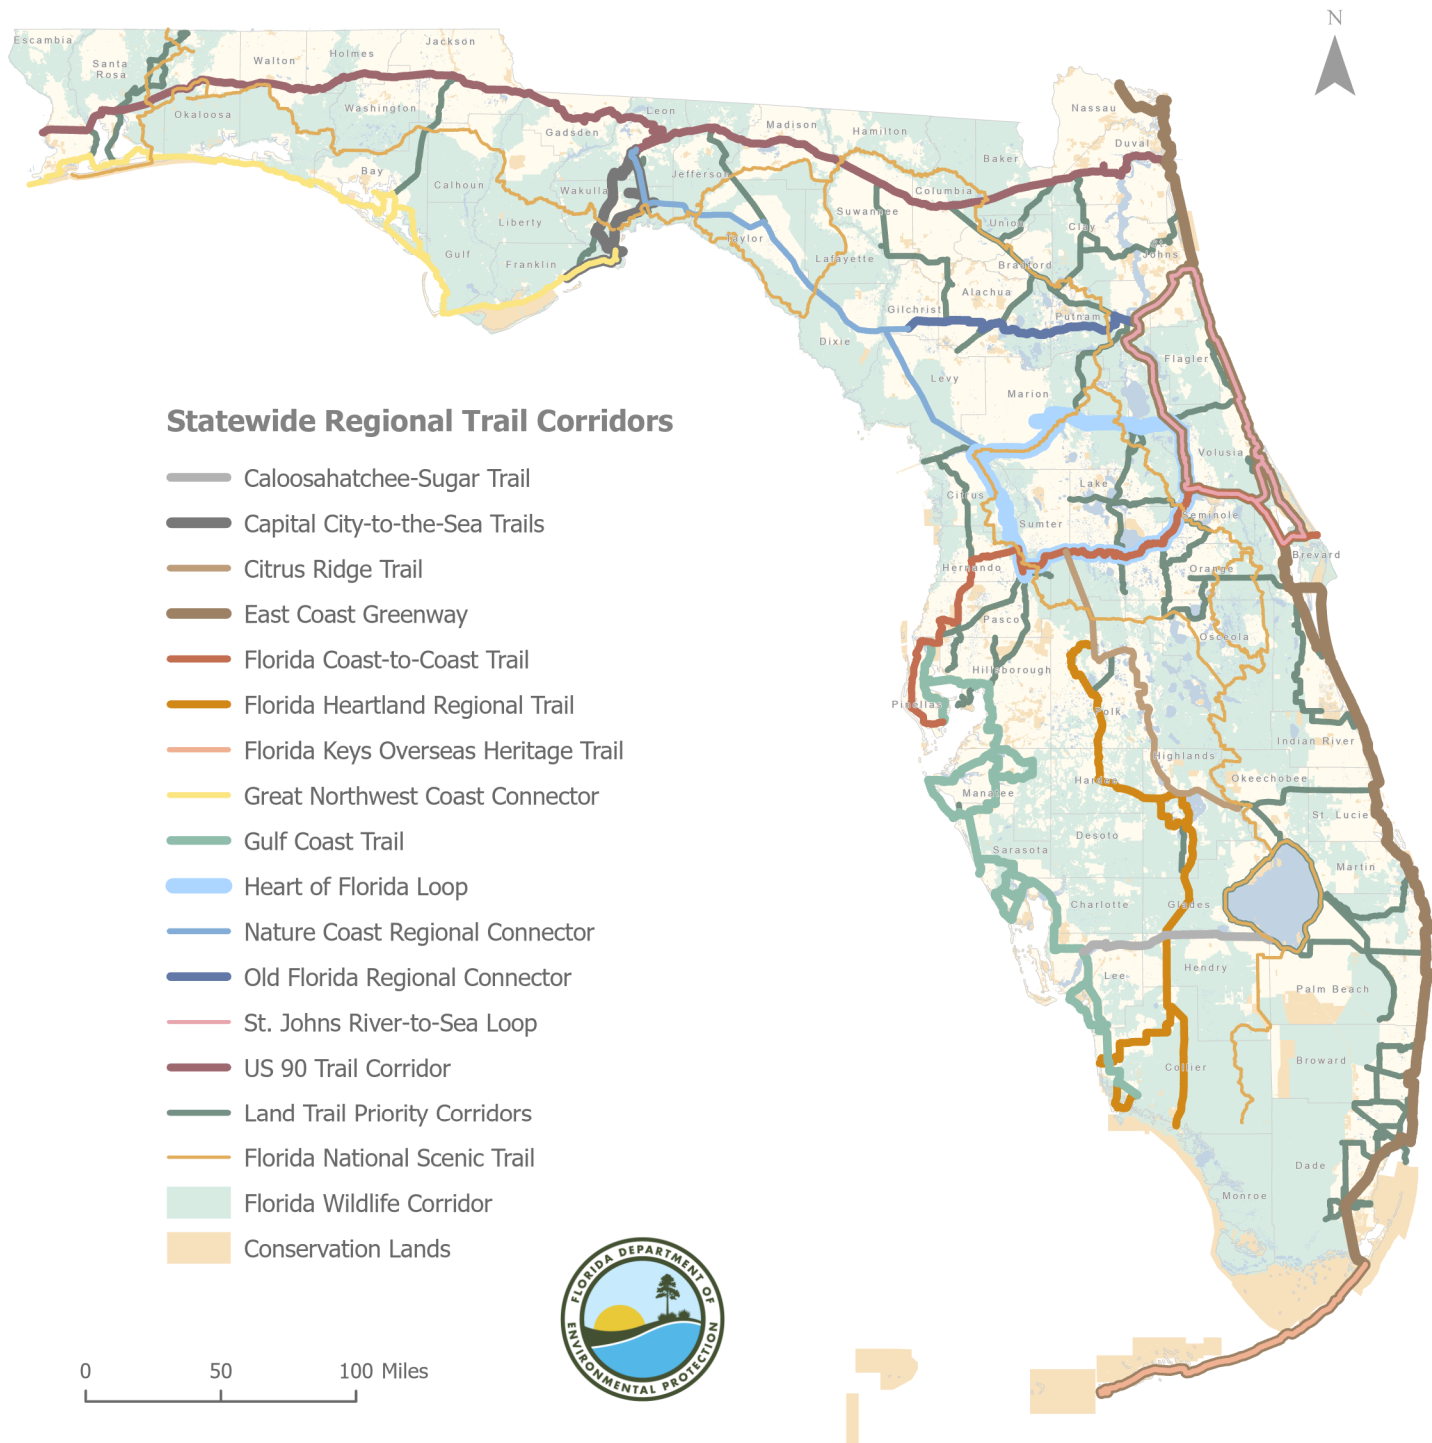 N
Escambia
Santa
Rosa
Okaloosa
Walton
Holmes
Washington
Jackson
Bay
Calhoun
Gulf
Liberty
Franklin
Gadsden
Wakulla
Leon
Jefferson
Madison
Taylor
Hamilton
Suwannee
Lafayette
Dixie
Columbia
Baker
Nassau
Duval
Union
Clay
St
Johns
Bradford
Alachua
Gilchrist
Putnam
Flagler
Levy
Marion
Volusia
Citrus
Lake
Sumter
Seminole
Brevard
Hernando
Orange
Pasco
Osceola
Hillsborough
Pinellas
Polk
Indian River
Highlands
Okeechobee
Hardee
Manatee
St. Lucie
Desoto
Sarasota
Martin
Charlotte
Glades
Lee
Hendry
Palm Beach
Broward
Collier
Dade
Monroe
Statewide Regional Trail Corridors
Caloosahatchee-Sugar Trail
Capital City-to-the-Sea Trails
Citrus Ridge Trail
East Coast Greenway
Florida Coast-to-Coast Trail
Florida Heartland Regional Trail
Florida Keys Overseas Heritage Trail
Great Northwest Coast Connector
Gulf Coast Trail
Heart of Florida Loop
Nature Coast Regional Connector
Old Florida Regional Connector
St. Johns River-to-Sea Loop
US 90 Trail Corridor
Land Trail Priority Corridors
Florida National Scenic Trail
Florida Wildlife Corridor
Conservation Lands
FLORIDA DEPARTMENT OF
ENVIRONMENTAL PROTECTION
0 50 100 Miles